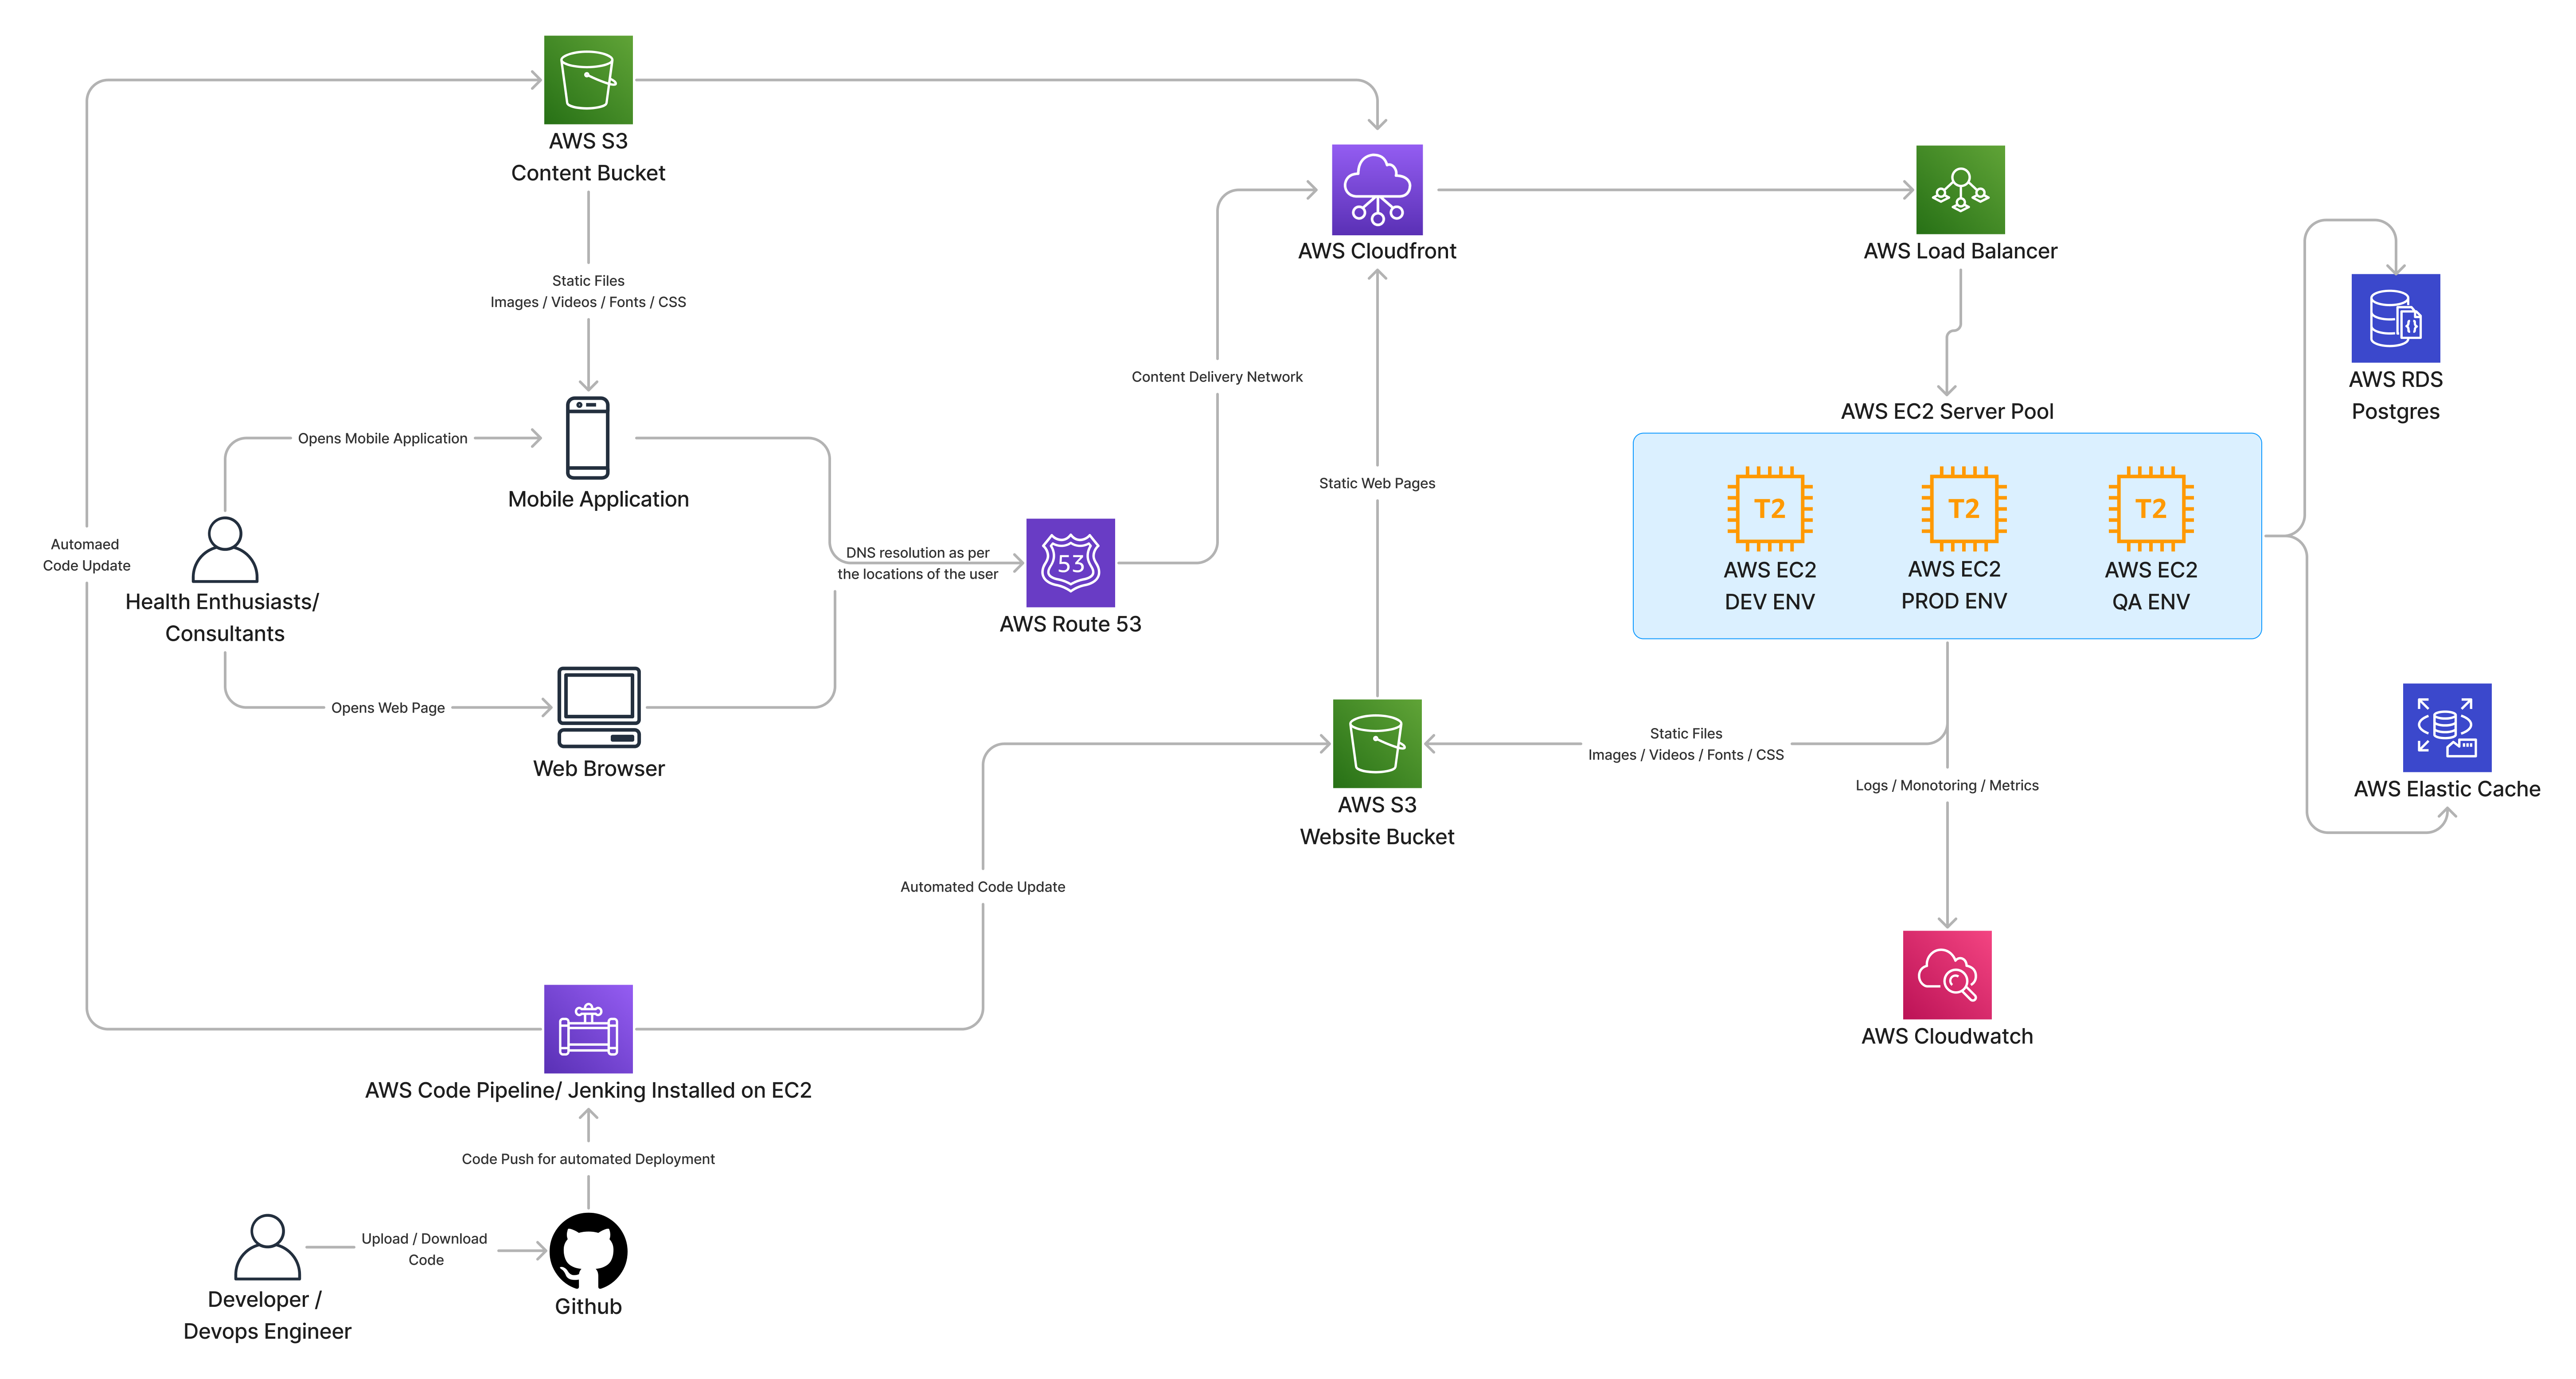 AWS S3
Content Bucket
Static Files
Images / Videos / Fonts / CSS
Opens Mobile Application
Mobile Application
Automaed
Code Update
Health Enthusiasts/
Consultants
Opens Web Page
Web Browser
DNS resolution as per
the locations of the user
53
AWS Route 53
Content Delivery Network
AWS Cloudfront
Static Web Pages
AWS S3
Website Bucket
Automated Code Update
AWS Load Balancer
AWS EC2 Server Pool
T2
AWS EC2
DEV ENV
T2
AWS EC2
PROD ENV
T2
AWS EC2
QA ENV
Static Files
Images / Videos / Fonts / CSS
Logs / Monotoring / Metrics
AWS Cloudwatch
{}
AWS RDS
Postgres
AWS Elastic Cache
AWS Code Pipeline/ Jenking Installed on EC2
Code Push for automated Deployment
Upload / Download
Code
Developer /
Devops Engineer
Github